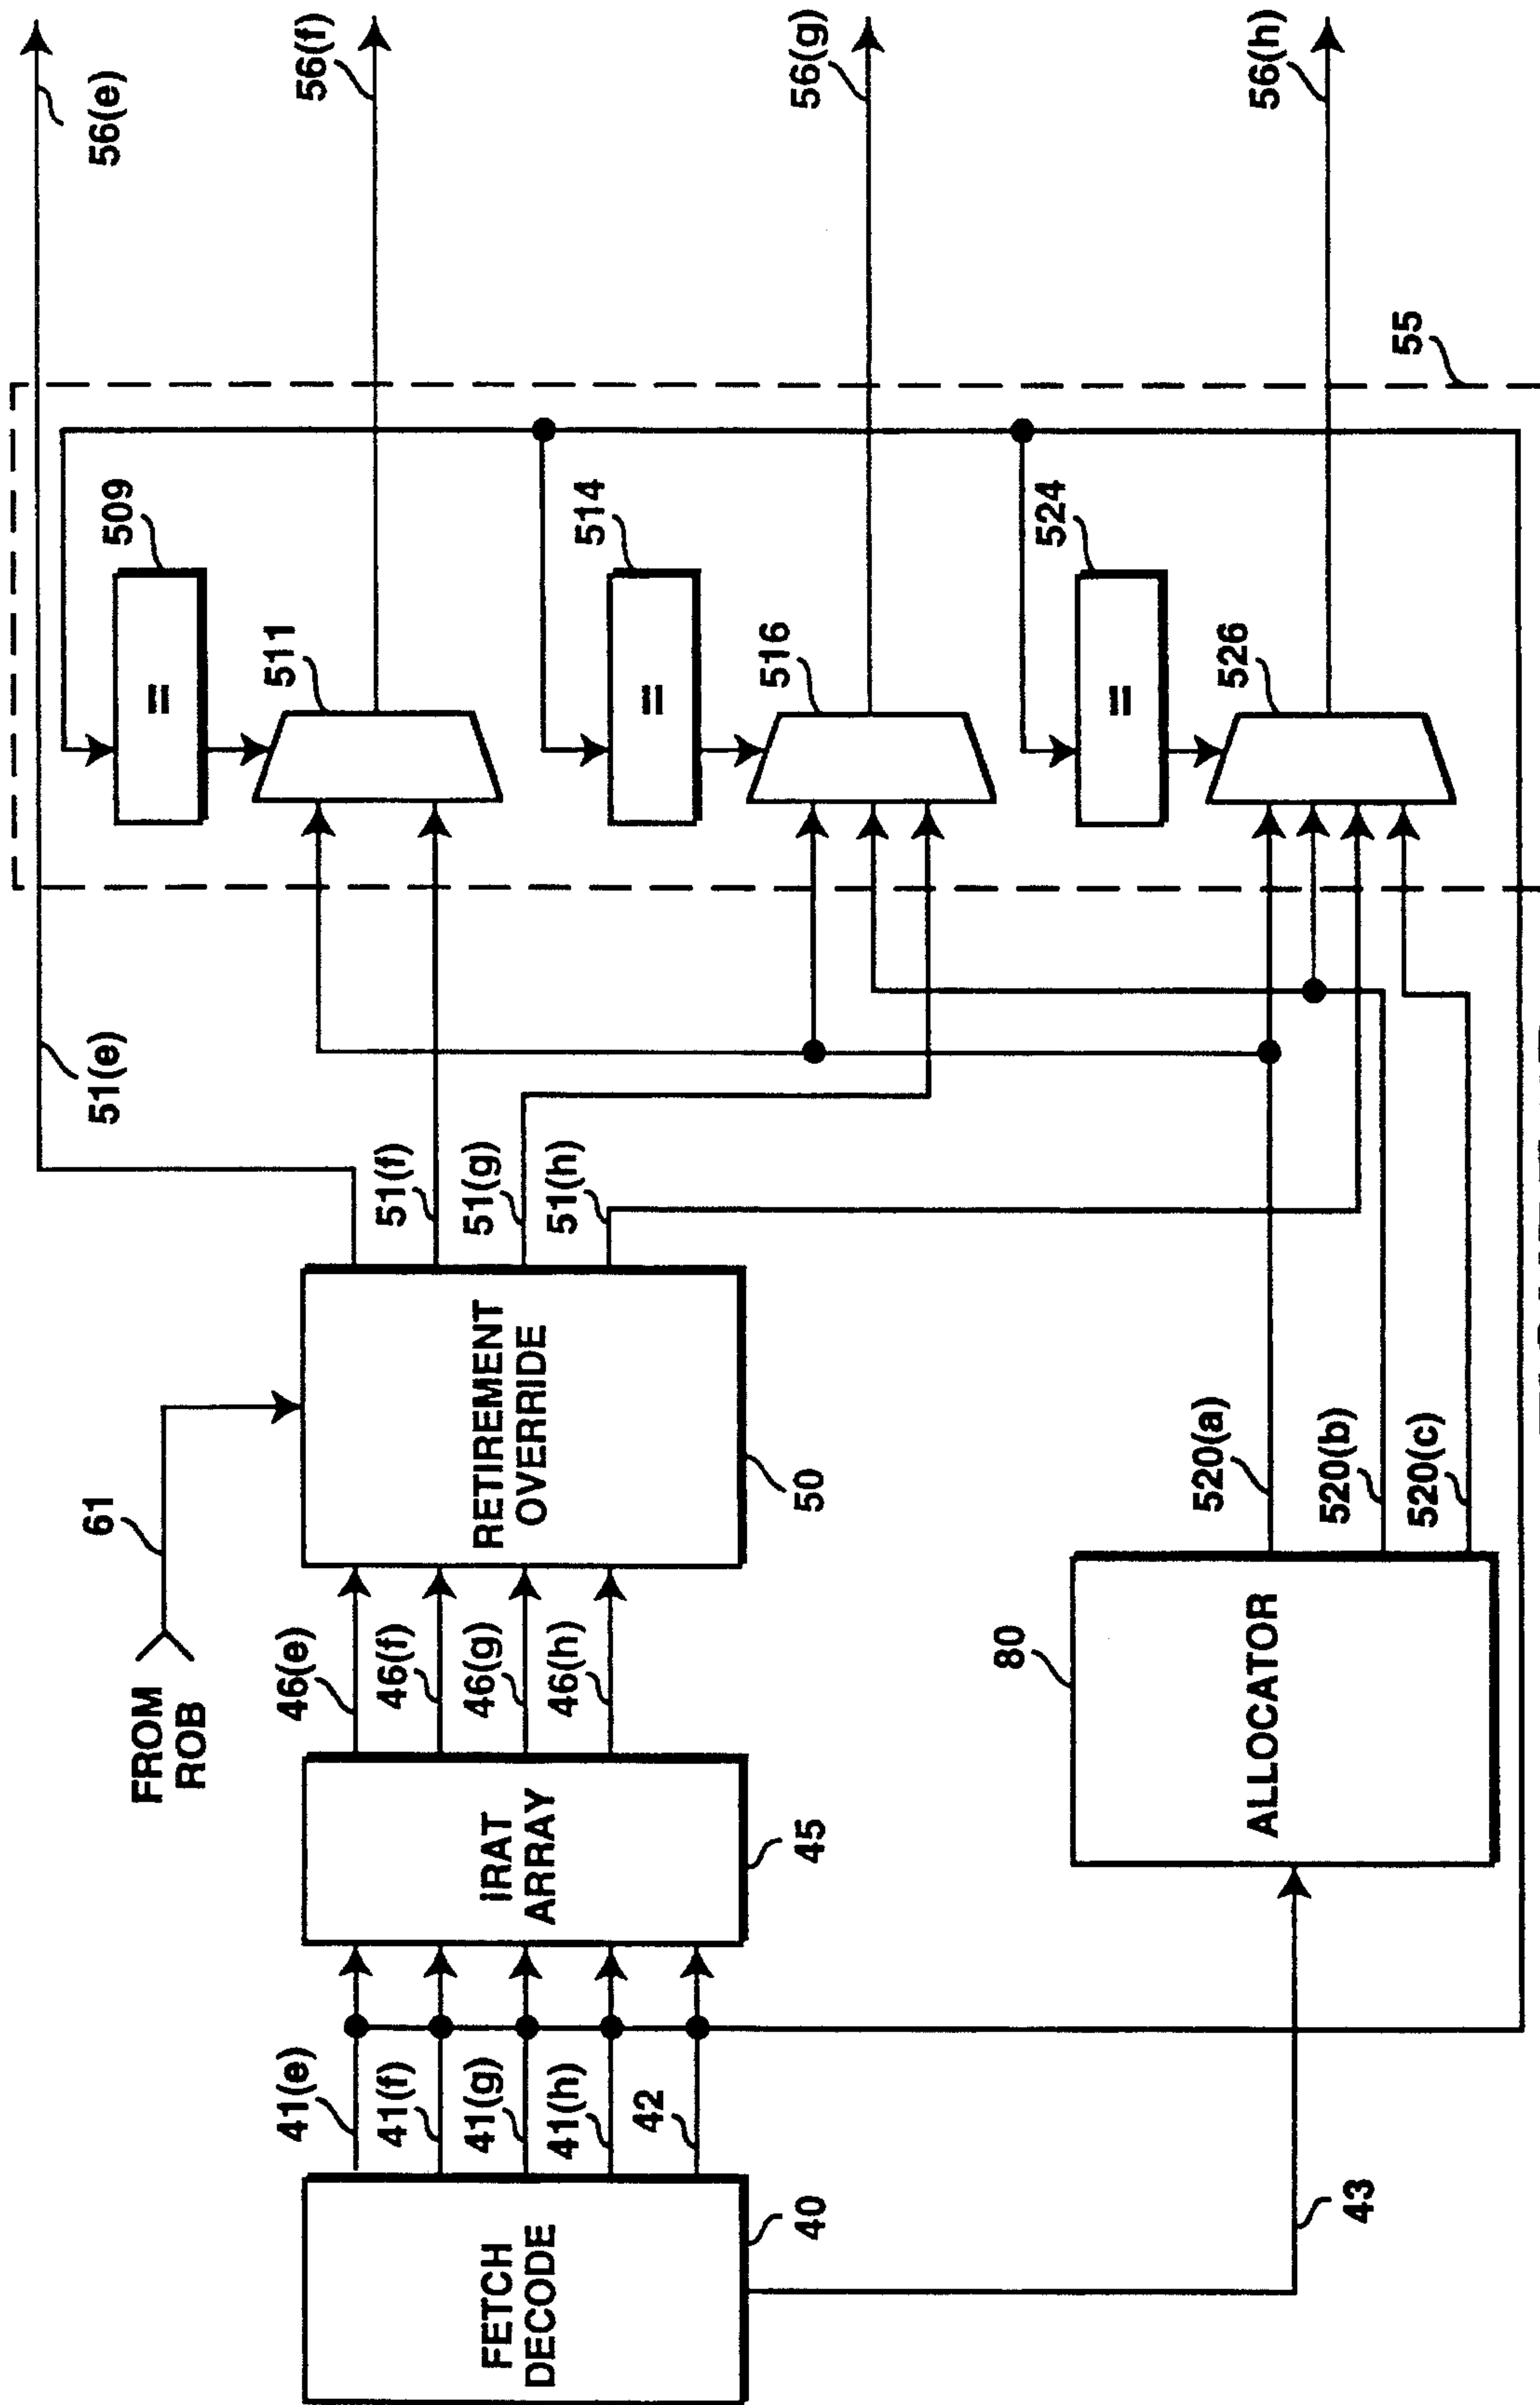 FETCH
DECODE
40
41(e)
41(f)
41(g)
41(h)
42
43
IRAT
ARRAY
45
46(e)
46(f)
46(g)
46(h)
FROM
ROB
61
RETIREMENT
OVERRIDE
50
51(e)
51(f)
51(g)
51(h)
ALLOCATOR
80
520(a)
520(b)
520(c)
=
509
511
=
514
516
=
524
526
55
56(e)
56(f)
56(g)
56(h)